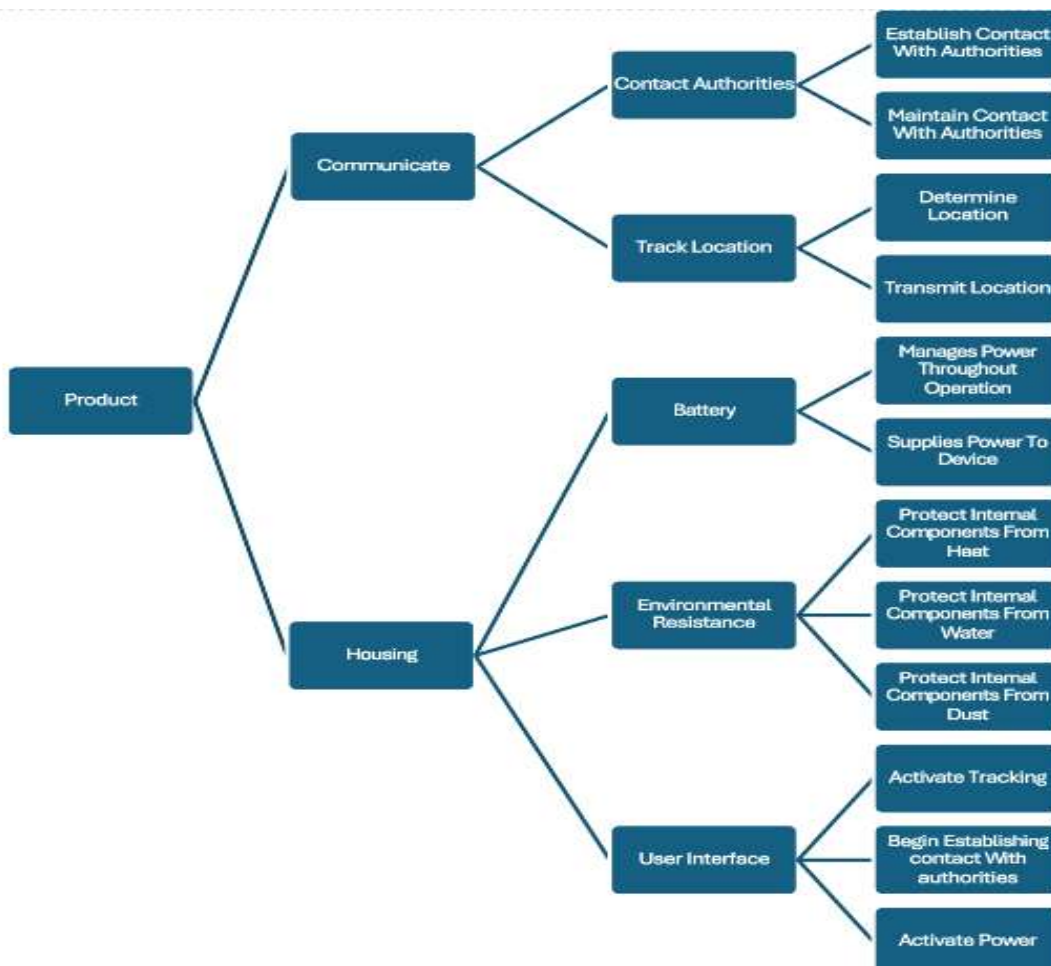 Establish Contact
With Authorities
Contact Authorities
Maintain Contact
With Authorities
Communicate
Determine
Location
Track Location
Transmit Location
Manages Power
Throughout
Operation
Product
Battery
Supplies Power To
Device
Protect Internal
Components From
Heat
Environmental
Resistance
Protect Internal
Components From
Water
Housing
Protect Internal
Components From
Dust
Activate Tracking
User Interface
Begin Establishing
contact With
authorities
Activate Power